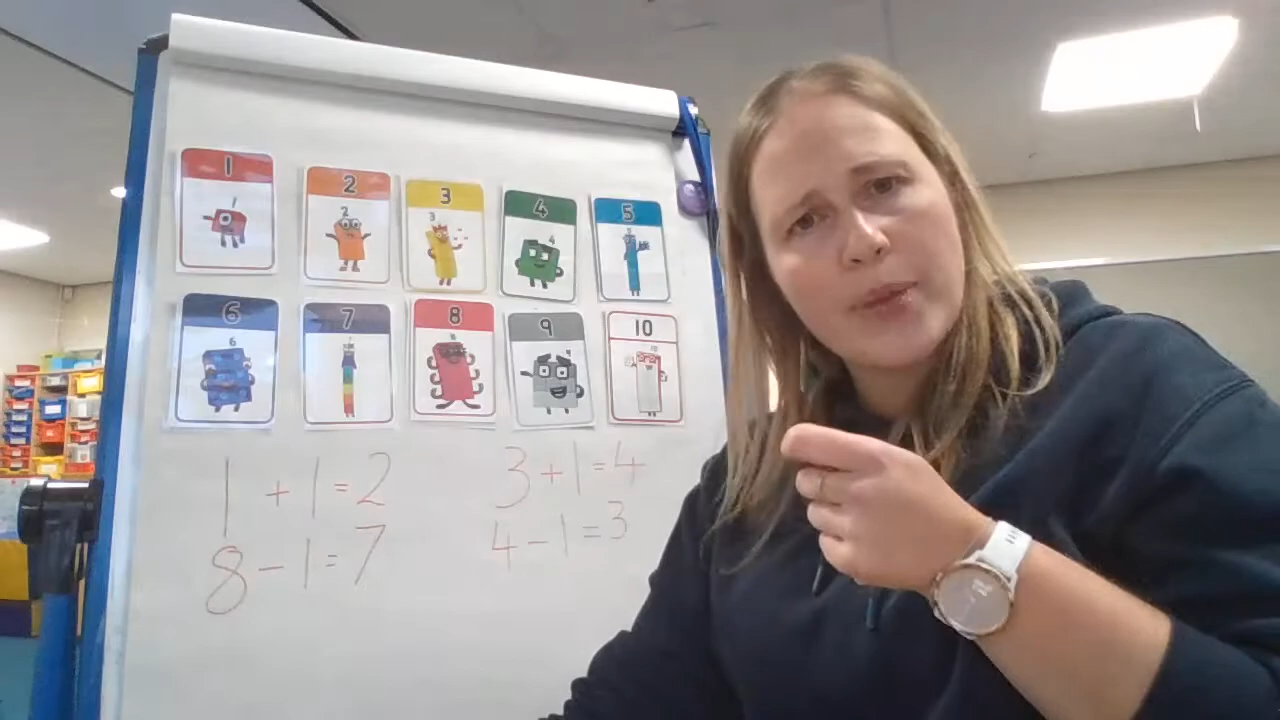 1 2 3 4 5
6 7 8 9 10
1 + 1 = 2
8 - 1 = 7
3 + 1 = 4
4 - 1 = 3